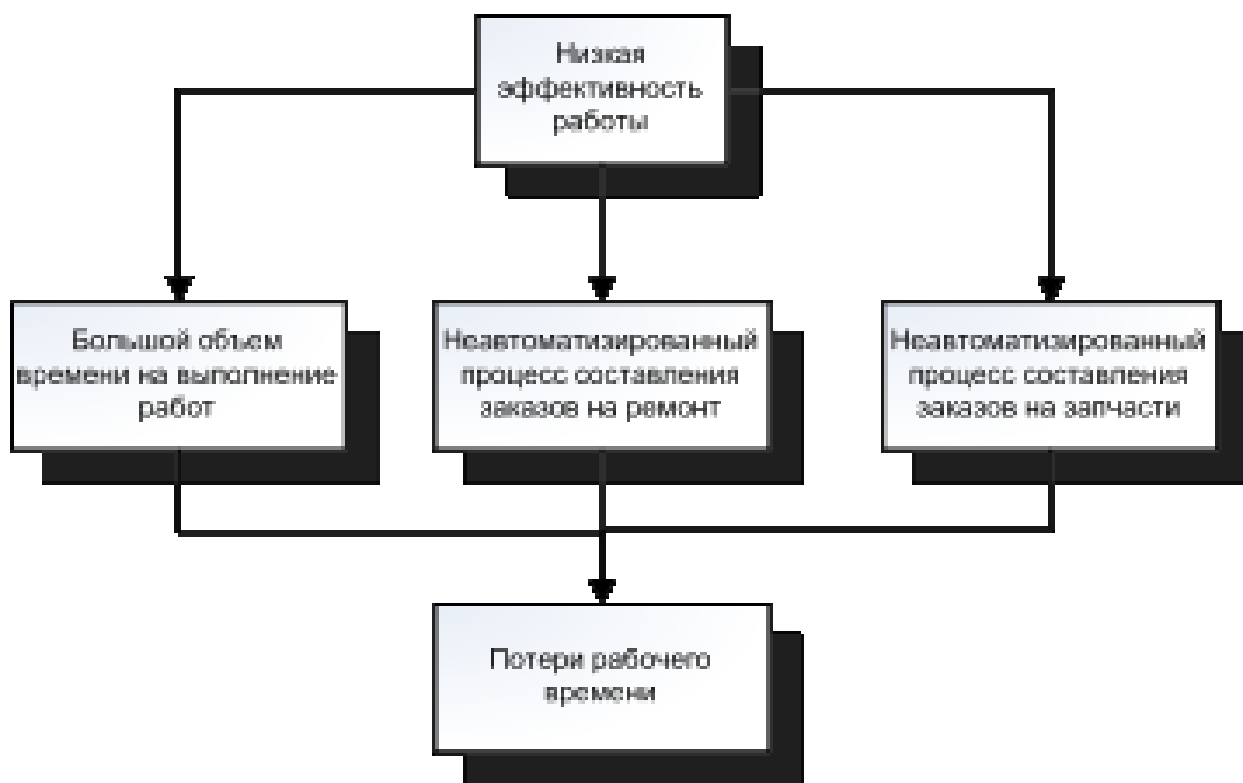 Низкая
эффективность
работы
Большой объем
времени на выполнение
работ
Неавтоматизированный
процесс составления
заказов на ремонт
Неавтоматизированный
процесс составления
заказов на запчасти
Потери рабочего
времени